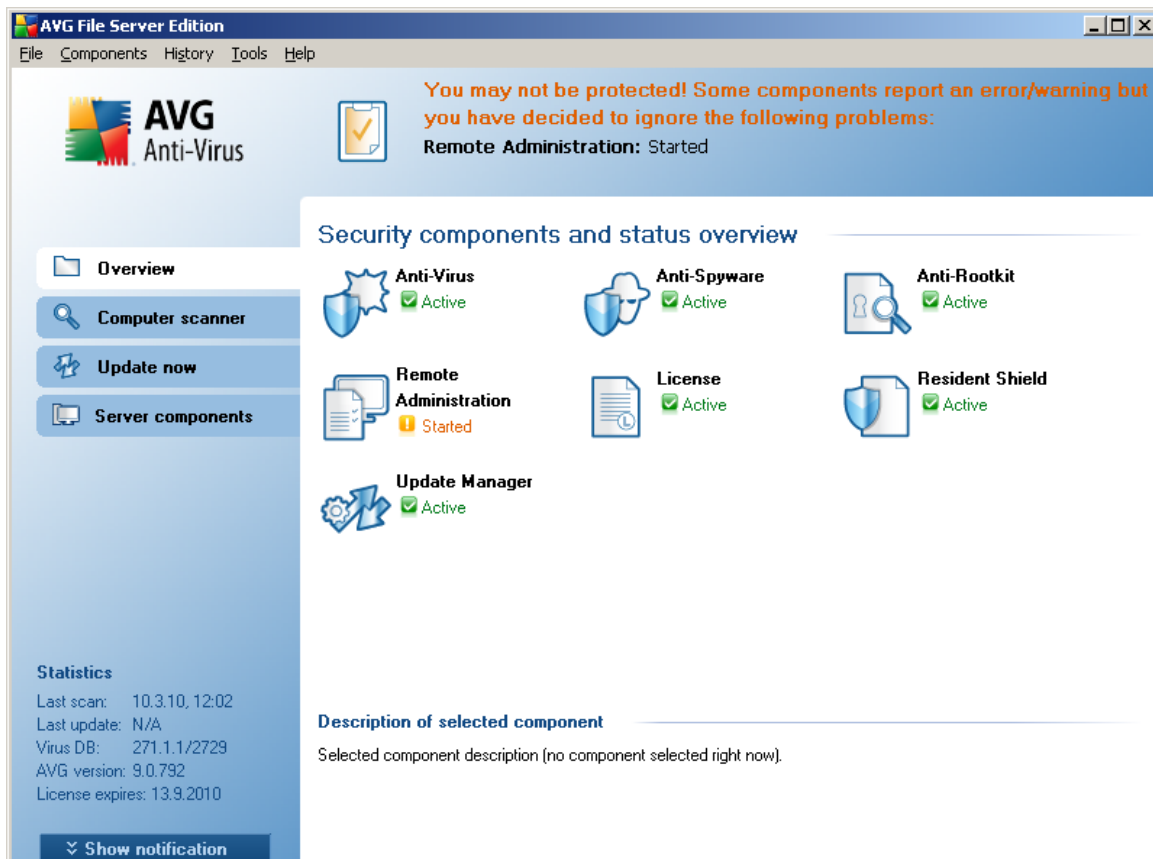 AVG File Server Edition
File Components History Tools Help
You may not be protected! Some components report an error/warning but
you have decided to ignore the following problems:
Remote Administration: Started
AVG
Anti-Virus
Overview
Computer scanner
Update now
Server components
Security components and status overview
Anti-Virus
Active
Anti-Spyware
Active
Anti-Rootkit
Active
Remote
Administration
Started
License
Active
Resident Shield
Active
Update Manager
Active
Statistics
Last scan: 10.3.10, 12:02
Last update: N/A
Virus DB: 271.1.1/2729
AVG version: 9.0.792
License expires: 13.9.2010
Show notification
Description of selected component
Selected component description (no component selected right now).